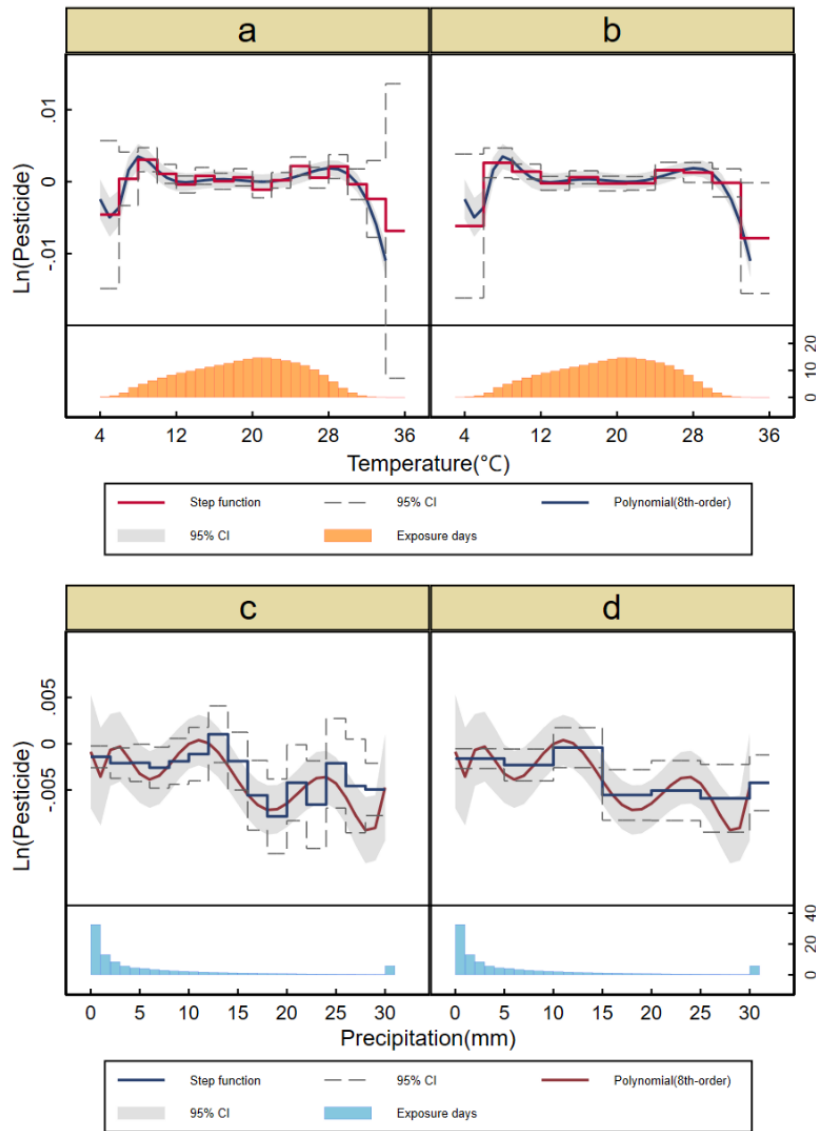 a b
Ln(Pesticide)
.01
0
-.01
20
10
0
4 12 20 28 36 4 12 20 28 36
Temperature(°C)
Step function 95% CI Polynomial(8th-order)
95% CI Exposure days
c d
Ln(Pesticide)
.005
0
-.005
40
20
0
0 5 10 15 20 25 30 0 5 10 15 20 25 30
Precipitation(mm)
Step function 95% CI Polynomial(8th-order)
95% CI Exposure days